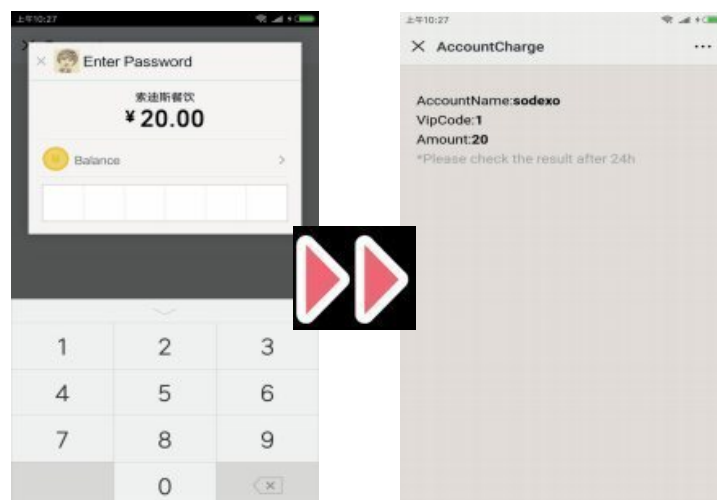 上午10:27
Enter Password
索迪斯餐饮
¥ 20.00
Balance
1 2 3
4 5 6
7 8 9
0
上午10:27
AccountCharge
AccountName:sodexo
VipCode:1
Amount:20
*Please check the result after 24h